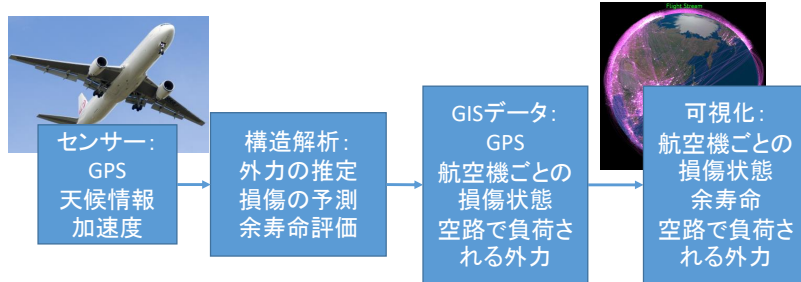 Flight Stream
センサー：
GPS
天候情報
加速度
構造解析：
外力の推定
損傷の予測
余寿命評価
GISデータ：
GPS
航空機ごとの
損傷状態
空路で負荷さ
れる外力
可視化：
航空機ごとの
損傷状態
余寿命
空路で負荷さ
れる外力